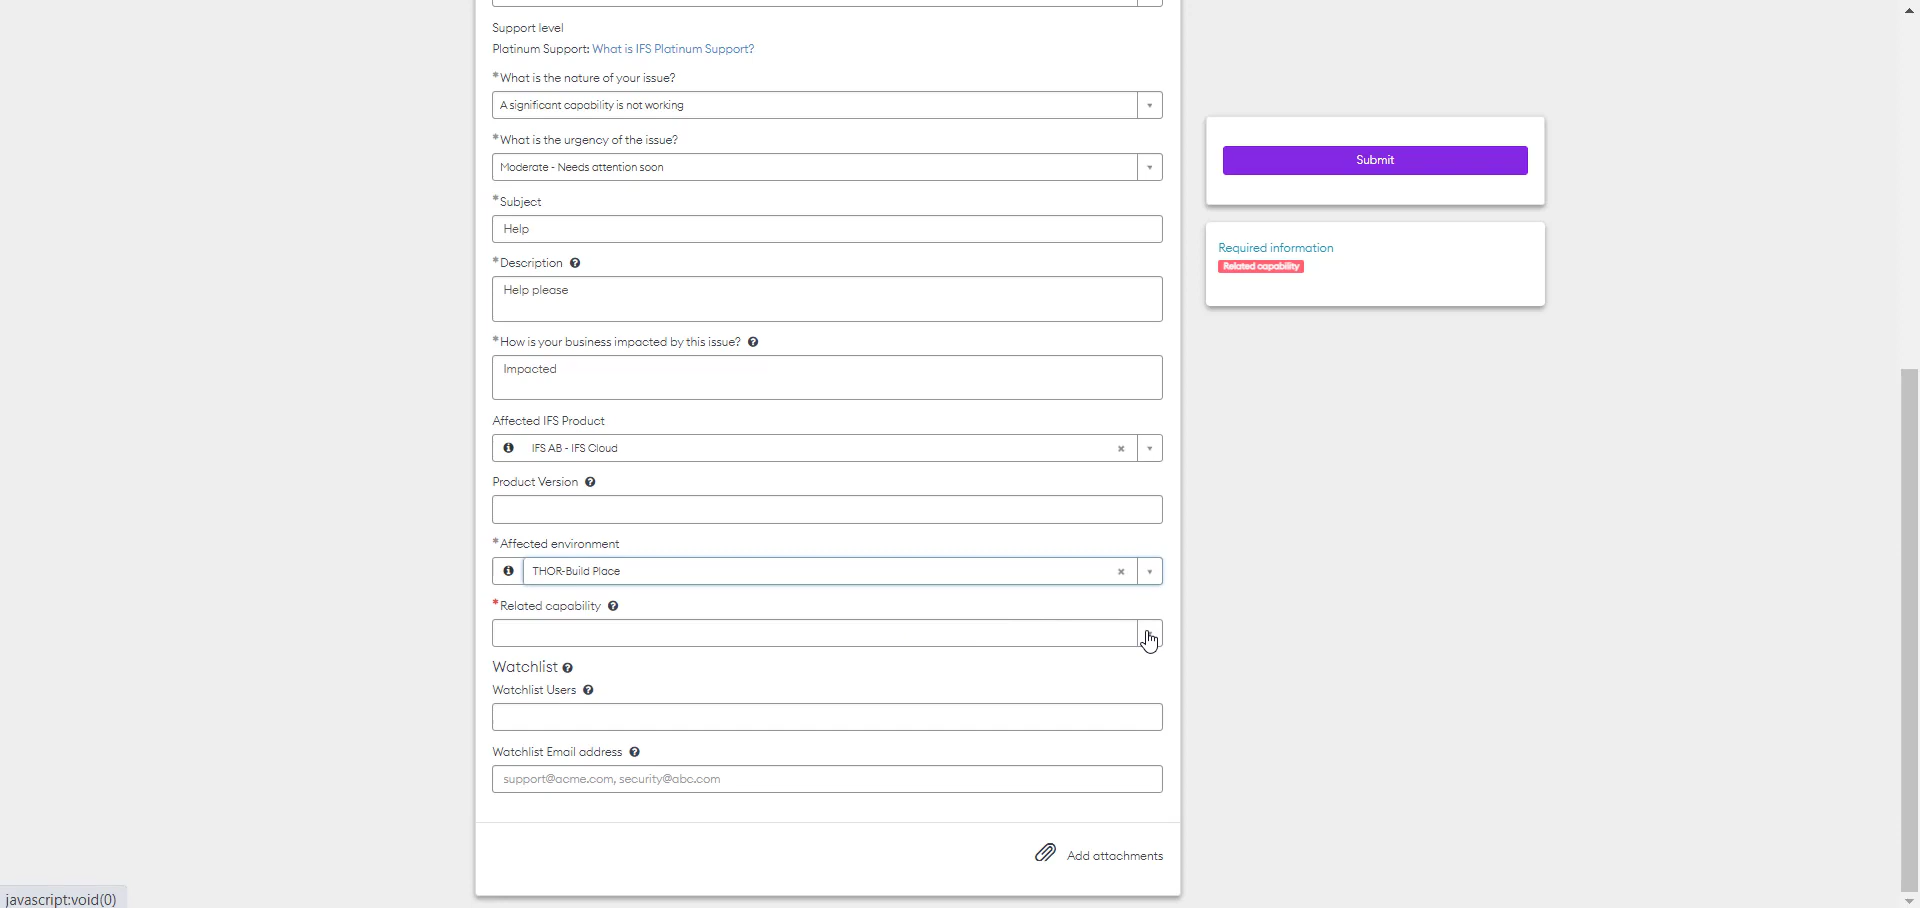 Support level
Platinum Support: What is IFS Platinum Support?
*What is the nature of your issue?
A significant capability is not working
*What is the urgency of the issue?
Moderate - Needs attention soon
*Subject
Help
*Description
Help please
*How is your business impacted by this issue?
Impacted
Affected IFS Product
IFS AB - IFS Cloud
Product Version
*Affected environment
THOR-Build Place
*Related capability
Watchlist
Watchlist Users
Watchlist Email address
support@acme.com, security@abc.com
Add attachments
Submit
Required information
Related capability
javascript:void(0)